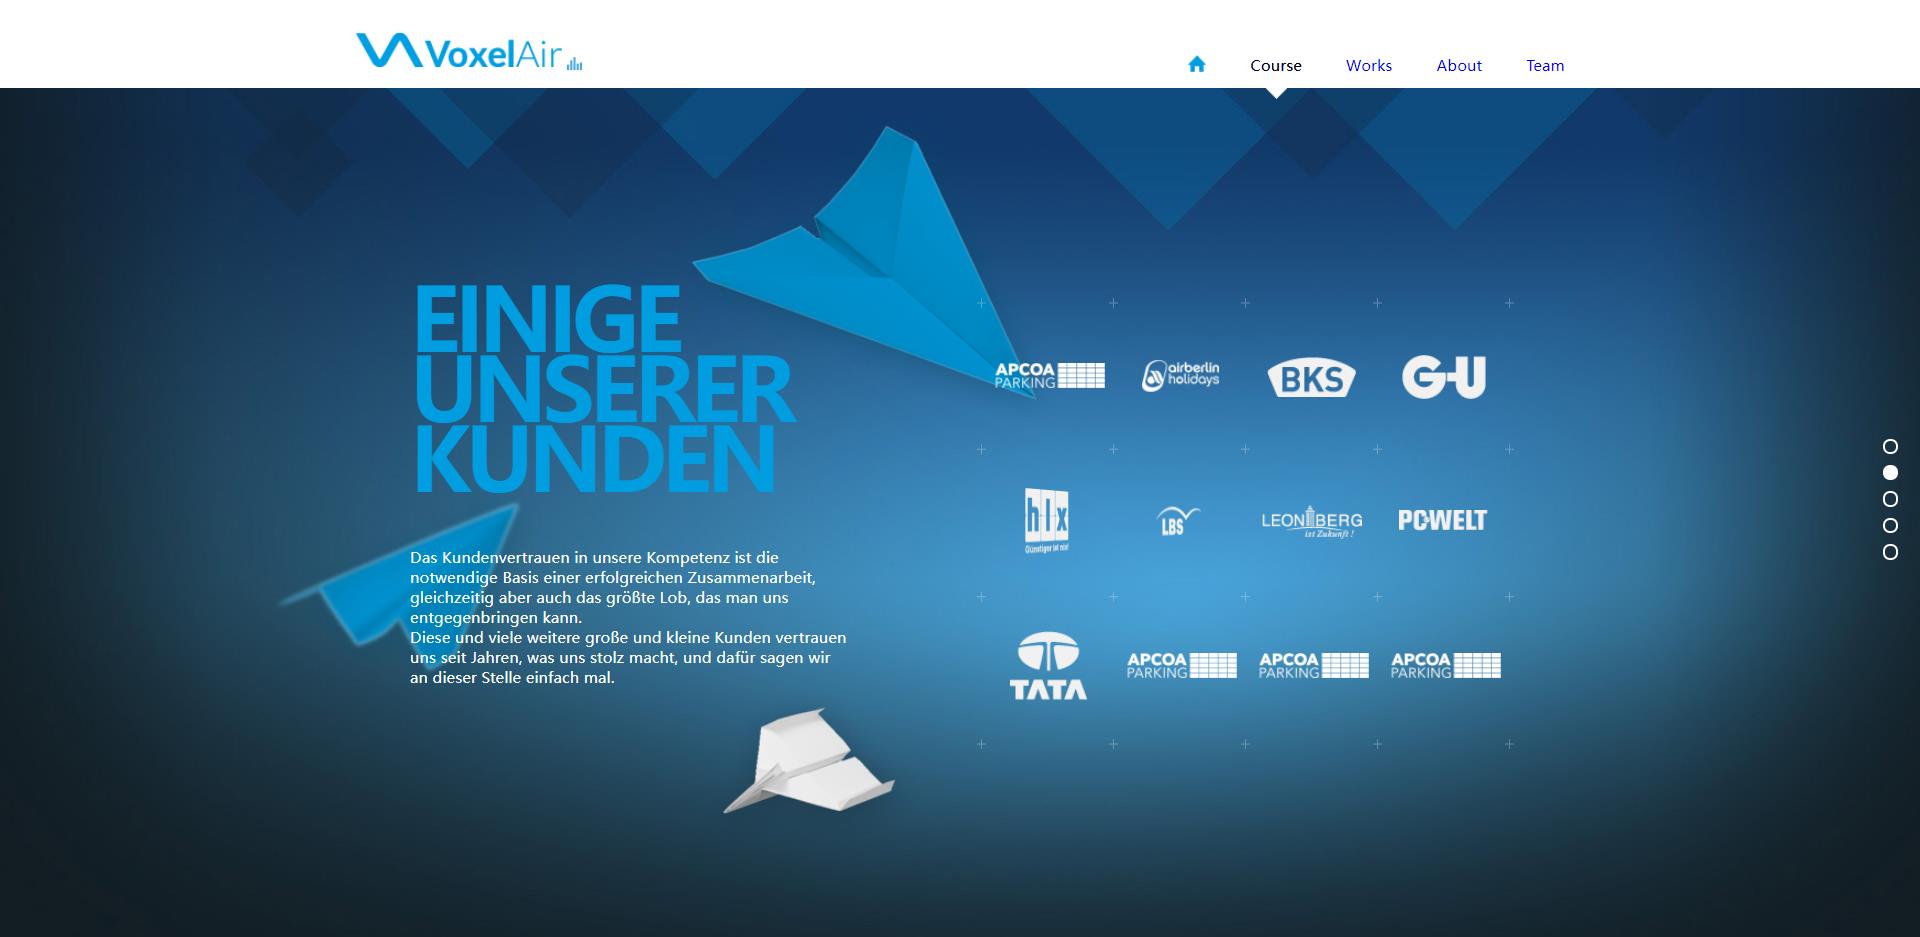 VoxelAir
Course
Works
About
Team
EINIGE
UNSERER
KUNDEN
Das Kundenvertrauen in unsere Kompetenz ist die
notwendige Basis einer erfolgreichen Zusammenarbeit,
gleichzeitig aber auch das größte Lob, das man uns
entgegenbringen kann.
Diese und viele weitere große und kleine Kunden vertrauen
uns seit Jahren, was uns stolz macht, und dafür sagen wir
an dieser Stelle einfach mal.
APCOA
PARKING
airberlin
holidays
BKS
G-U
hlx
Günstiger ist nix!
LBS
LEONBERG
ist Zukunft !
PC WELT
TATA
APCOA
PARKING
APCOA
PARKING
APCOA
PARKING